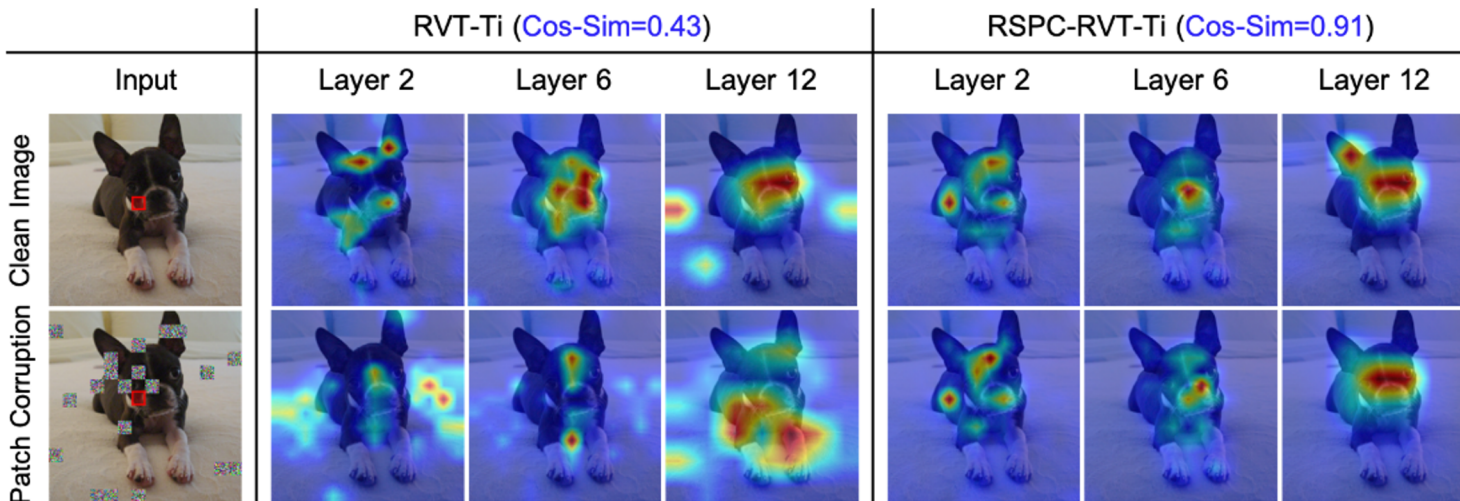 RVT-Ti (Cos-Sim=0.43)
RSPC-RVT-Ti (Cos-Sim=0.91)
Input
Layer 2
Layer 6
Layer 12
Layer 2
Layer 6
Layer 12
Clean Image
Patch Corruption